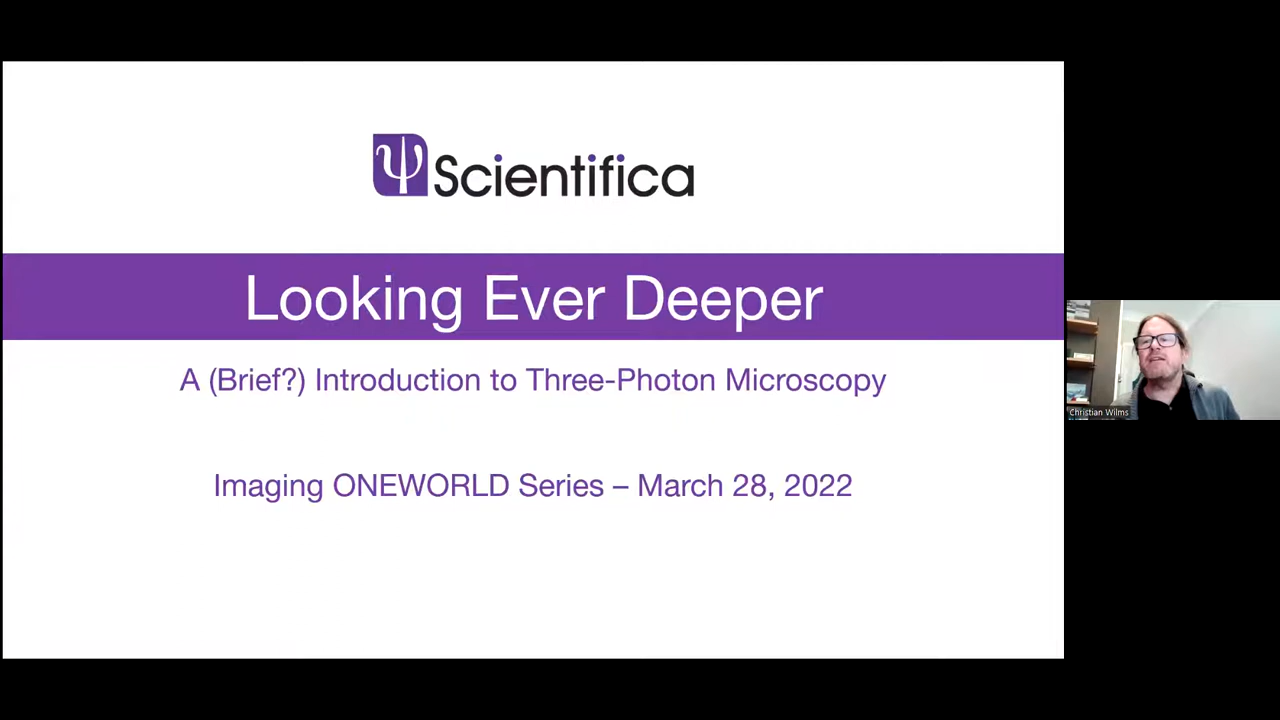 Scientifica
Looking Ever Deeper
A (Brief?) Introduction to Three-Photon Microscopy
Imaging ONEWORLD Series – March 28, 2022
Christian Wilms